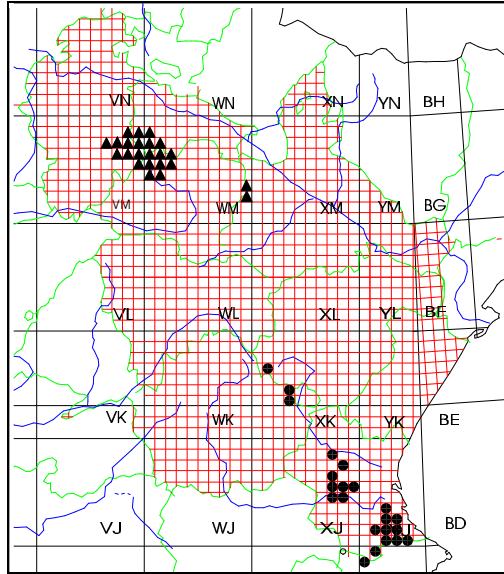 VN WN XN YN BH
VM WM XM YM BG
VL WL XL YL BF
VK WK XK YK BE
VJ WJ XJ BD